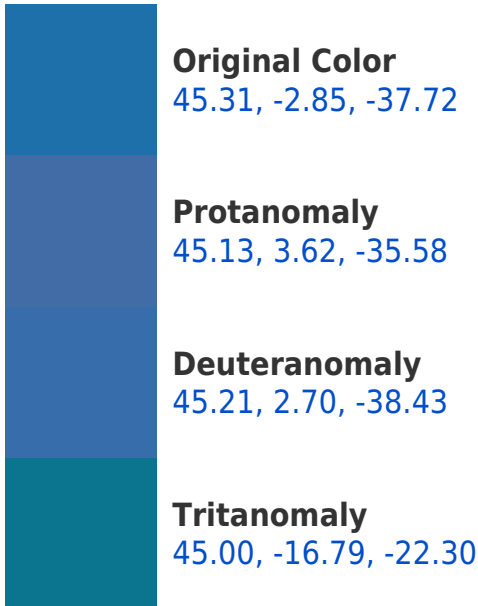 Original Color
45.31, -2.85, -37.72
Protanomaly
45.13, 3.62, -35.58
Deuteranomaly
45.21, 2.70, -38.43
Tritanomaly
45.00, -16.79, -22.30